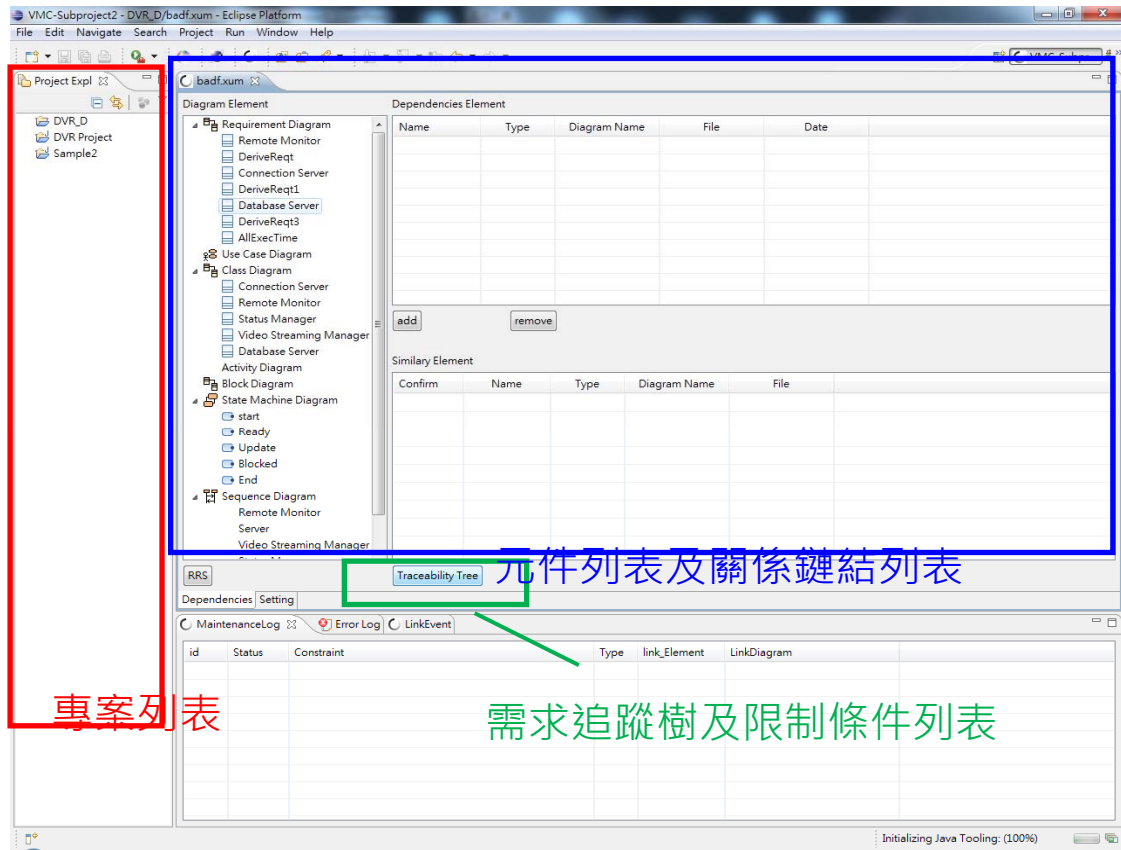 VMC-Subproject2 - DVR_D/badf.xum - Eclipse Platform
File Edit Navigate Search Project Run Window Help
Project Expl
badf.xum
DVR_D
DVR Project
Sample2
Diagram Element
Requirement Diagram
Remote Monitor
DeriveReqt
Connection Server
DeriveReqt1
Database Server
DeriveReqt3
AllExecTime
Use Case Diagram
Class Diagram
Connection Server
Remote Monitor
Status Manager
Video Streaming Manager
Database Server
Activity Diagram
Block Diagram
State Machine Diagram
start
Ready
Update
Blocked
End
Sequence Diagram
Remote Monitor
Server
Video Streaming Manager
Dependencies Element
Name Type Diagram Name File Date
add remove
Similary Element
Confirm Name Type Diagram Name File
元件列表及關係鏈結列表
RRS Traceability Tree
Dependencies Setting
MaintenanceLog Error Log LinkEvent
id Status Constraint Type link_Element LinkDiagram
專案列表
需求追蹤樹及限制條件列表
Initializing Java Tooling: (100%)